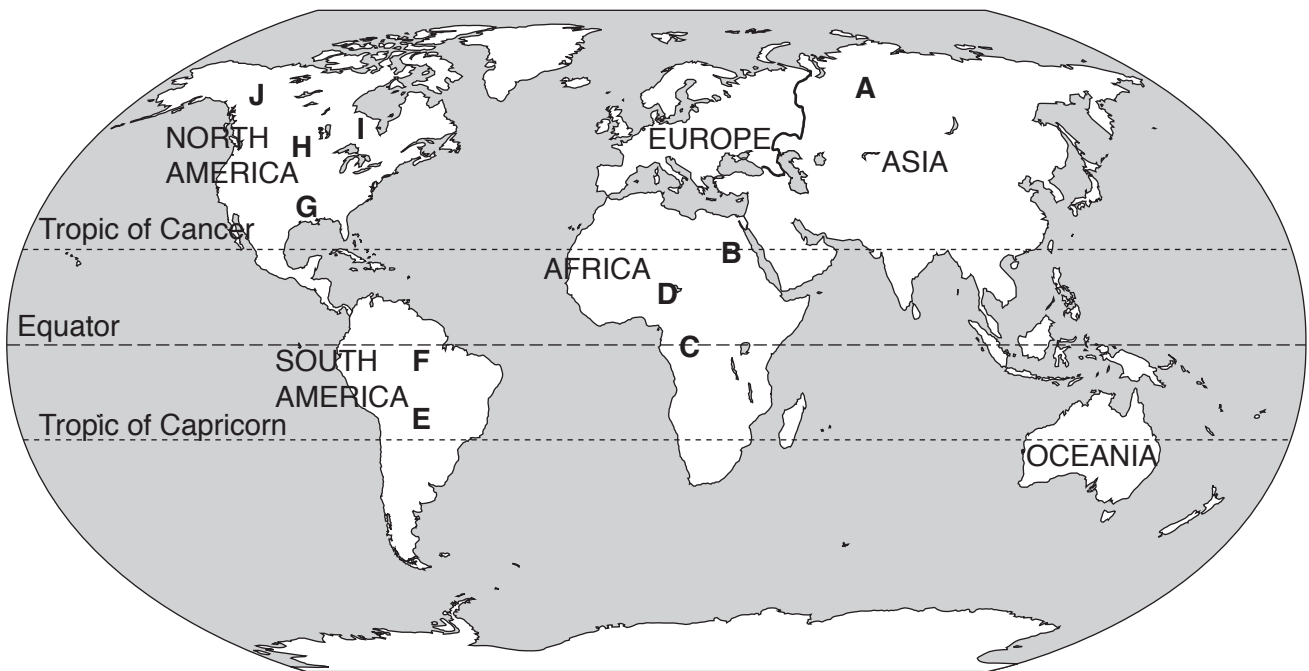 A
J
NORTH
I
EUROPE
H
ASIA
AMERICA
G
Tropic of Cancer
B
AFRICA
D
Equator
C
SOUTH
F
AMERICA
E
Tropic of Capricorn
OCEANIA